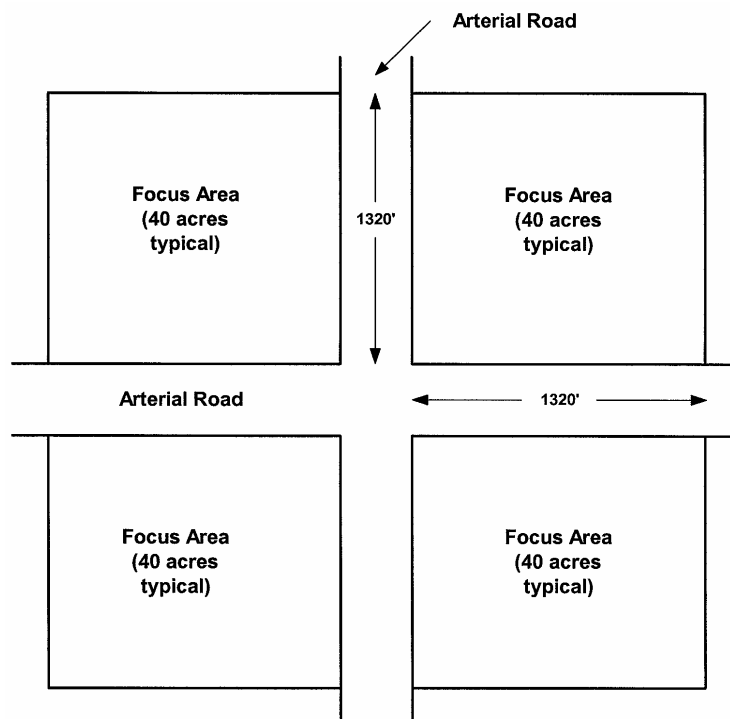 Arterial Road
Focus Area
(40 acres
typical)
1320'
Focus Area
(40 acres
typical)
Arterial Road
1320'
Focus Area
(40 acres
typical)
Focus Area
(40 acres
typical)